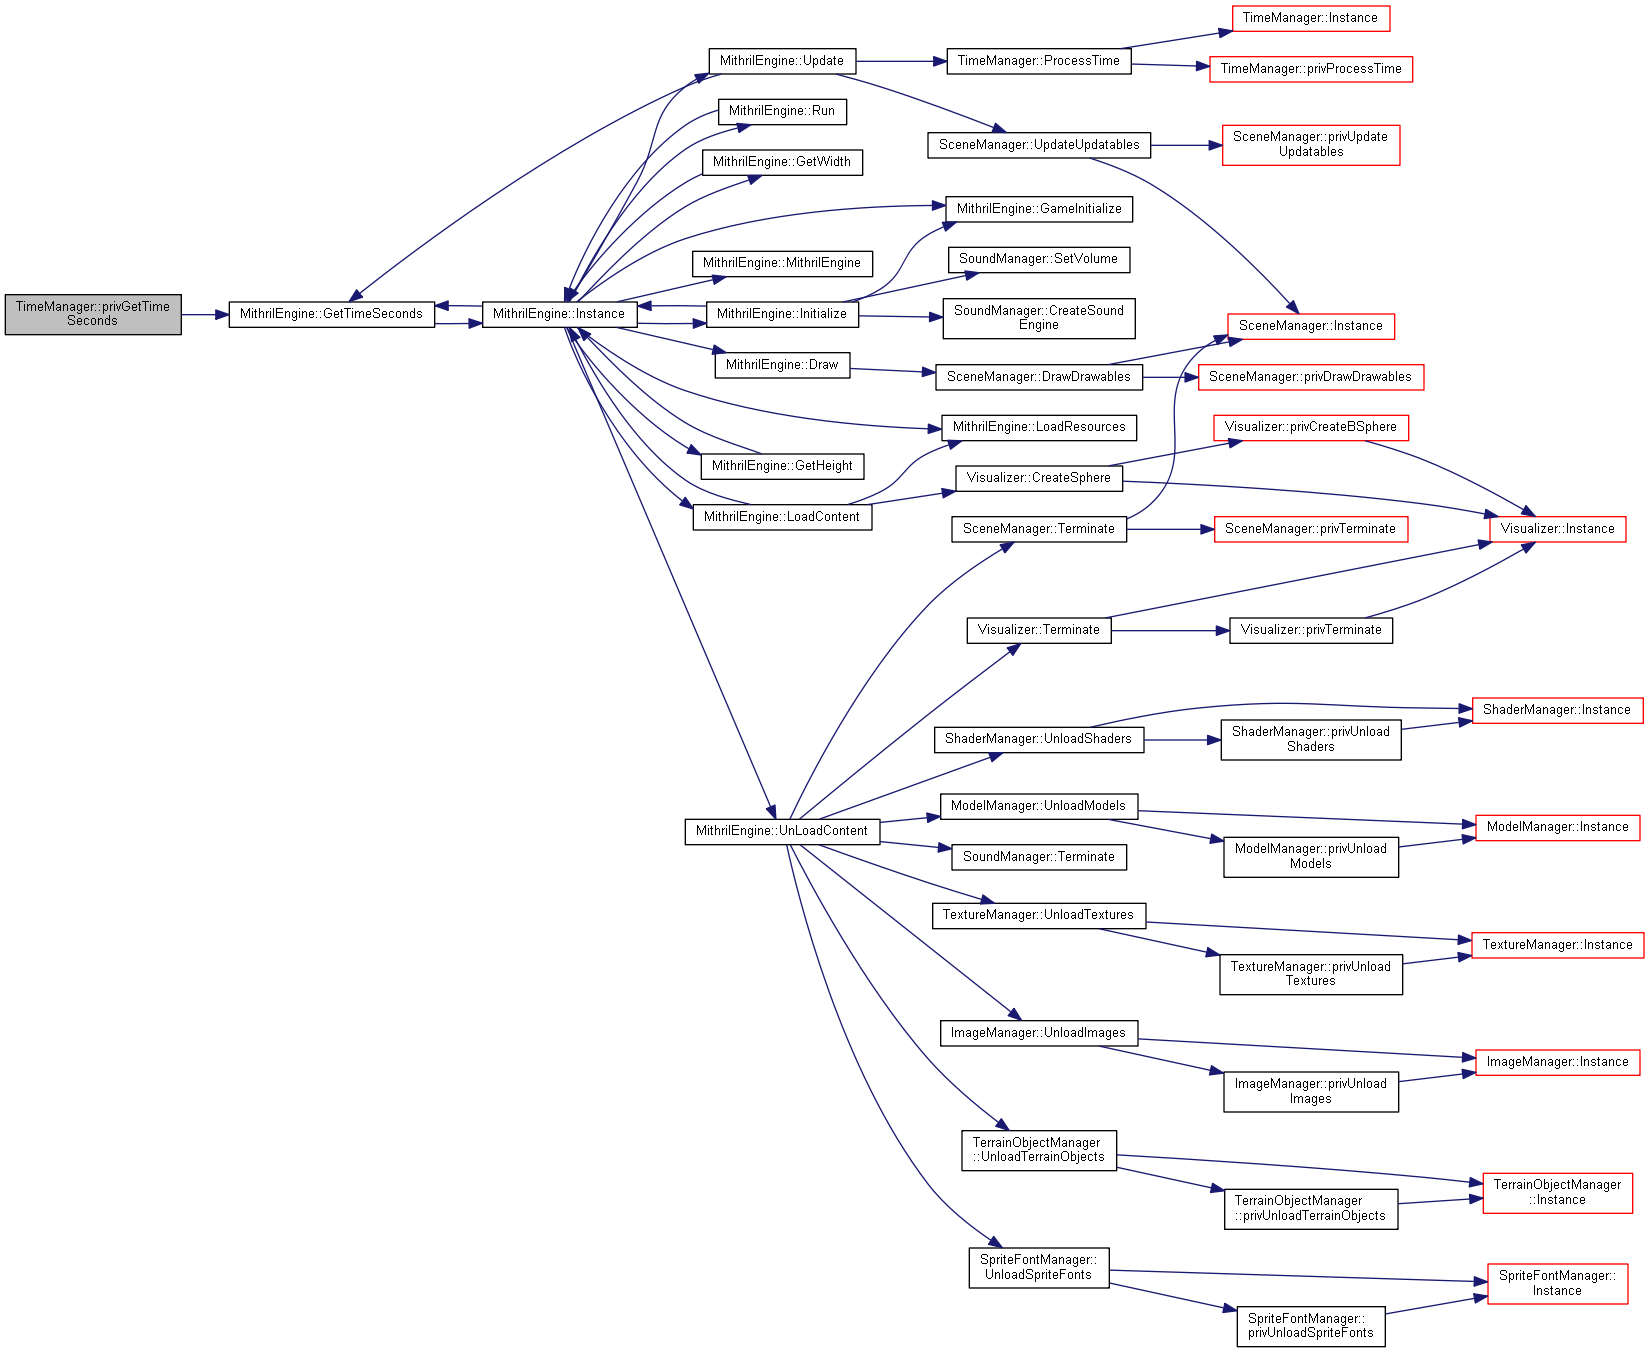 TimeManager::privGetTime
Seconds
MithrilEngine::GetTimeSeconds
MithrilEngine::Instance
MithrilEngine::Update
MithrilEngine::Run
MithrilEngine::GetWidth
MithrilEngine::MithrilEngine
MithrilEngine::Initialize
MithrilEngine::Draw
MithrilEngine::GetHeight
MithrilEngine::LoadContent
MithrilEngine::UnLoadContent
TimeManager::ProcessTime
SceneManager::UpdateUpdatables
MithrilEngine::GameInitialize
SoundManager::SetVolume
SoundManager::CreateSound
Engine
SceneManager::DrawDrawables
MithrilEngine::LoadResources
Visualizer::CreateSphere
SceneManager::Terminate
Visualizer::Terminate
ShaderManager::UnloadShaders
ModelManager::UnloadModels
SoundManager::Terminate
TextureManager::UnloadTextures
ImageManager::UnloadImages
TerrainObjectManager
::UnloadTerrainObjects
SpriteFontManager::
UnloadSpriteFonts
TimeManager::Instance
TimeManager::privProcessTime
SceneManager::privUpdate
Updatables
SceneManager::Instance
SceneManager::privDrawDrawables
Visualizer::privCreateBSphere
SceneManager::privTerminate
Visualizer::privTerminate
ShaderManager::privUnload
Shaders
ModelManager::privUnload
Models
TextureManager::privUnload
Textures
ImageManager::privUnload
Images
TerrainObjectManager
::privUnloadTerrainObjects
SpriteFontManager::
privUnloadSpriteFonts
Visualizer::Instance
ShaderManager::Instance
ModelManager::Instance
TextureManager::Instance
ImageManager::Instance
TerrainObjectManager
::Instance
SpriteFontManager::
Instance